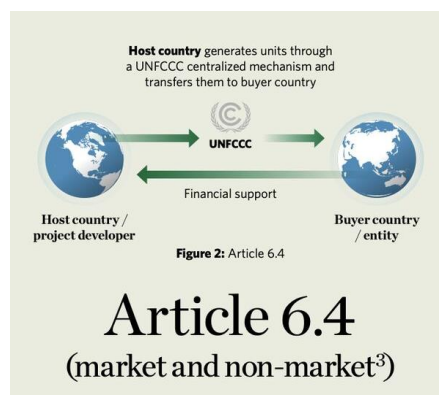 Host country generates units through
a UNFCCC centralized mechanism and
transfers them to buyer country
UNFCCC
Financial support
Host country /
project developer
Buyer country
/ entity
Figure 2: Article 6.4
Article 6.4
(market and non-market³)